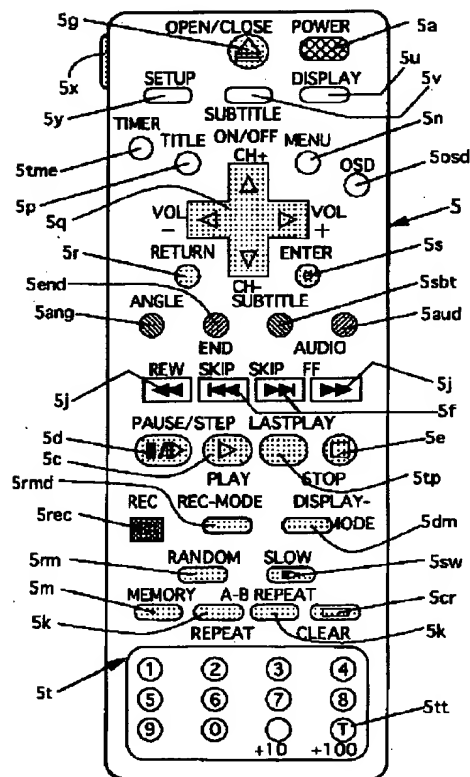 5g OPEN/CLOSE POWER 5a
5x 5u
SETUP DISPLAY 5v
5y SUBTITLE
TIMER TITLE ON/OFF MENU 5n
5tme CH+ OSD 5osd
5p
5q VOL VOL 5
- +
5r RETURN ENTER 5s
5end CH- SUBTITLE 5sbt
5ang ANGLE 5aud
END AUDIO
REW SKIP SKIP FF
5j 5j
5f
5d PAUSE/STEP LASTPLAY 5e
5c
5rmd PLAY STOP 5tp
5rec REC REC-MODE DISPLAY-
MODE 5dm
5rm RANDOM SLOW 5sw
5m MEMORY A-B REPEAT 5cr
5k REPEAT CLEAR 5k
5t 1 2 3 4
5 6 7 8 5tt
9 0 T
+10 +100